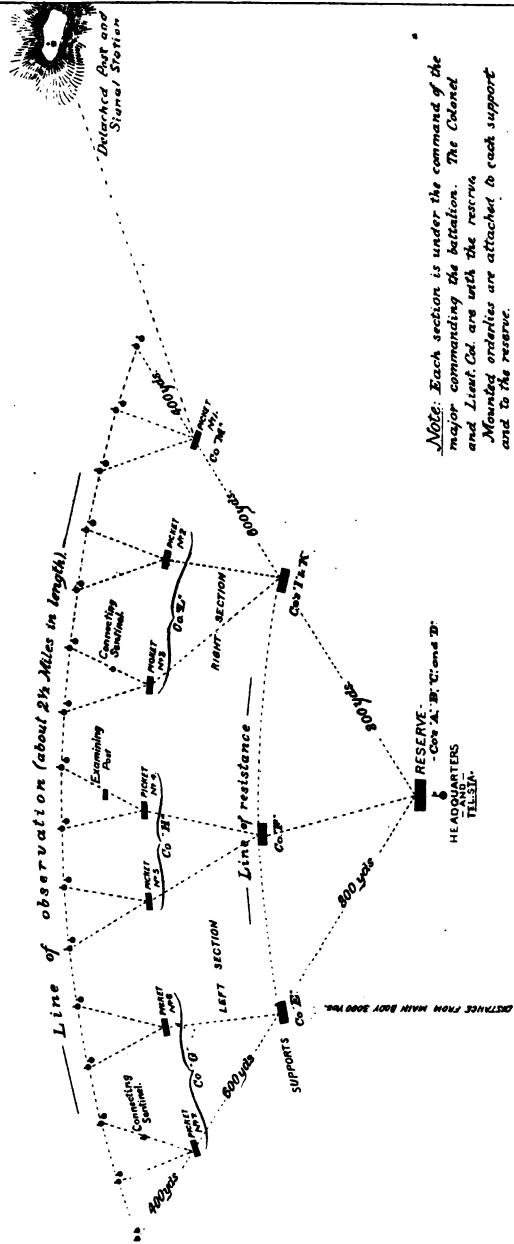 Detached Post and
Signal Station
— Line of observation (about 2½ Miles in length) —
400 yds.
PICKET
No 1.
Co "M"
600 yds.
PICKET
No 2
Connecting
Sentinel.
PICKET
No 3
Co "L"
RIGHT SECTION
Cos "I" & "K"
Examining
Post
PICKET
No 4.
Co "H"
PICKET
No 5
— Line of resistance —
Co "F"
800 yds.
RESERVE-
-Cos "A", "B", "C" and "D"
HEADQUARTERS
— AND —
TEL. STA.
800 yds
LEFT SECTION
PICKET
No 6
Co "G"
Connecting
Sentinel.
PICKET
No 7
400 yds
600 yds
Co "E"
SUPPORTS
DISTANCE FROM MAIN BODY 3000 YDS.
Note: Each section is under the command of the
major commanding the battalion. The Colonel
and Lieut. Col. are with the reserve.
Mounted orderlies are attached to each support
and to the reserve.